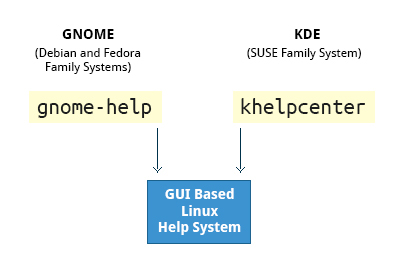 GNOME
(Debian and Fedora
Family Systems)
KDE
(SUSE Family System)
gnome-help
khelpcenter
GUI Based
Linux
Help System